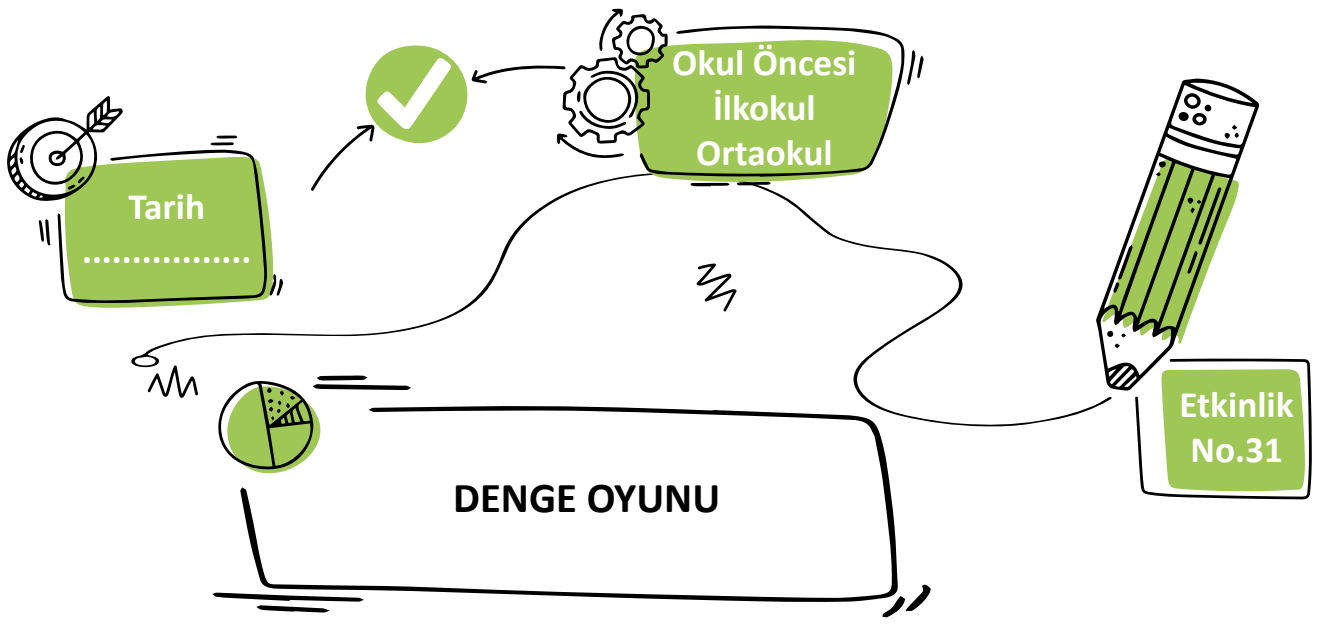 Okul Öncesi
İlkokul
Ortaokul
Tarih
.................
Etkinlik
No.31
DENGE OYUNU